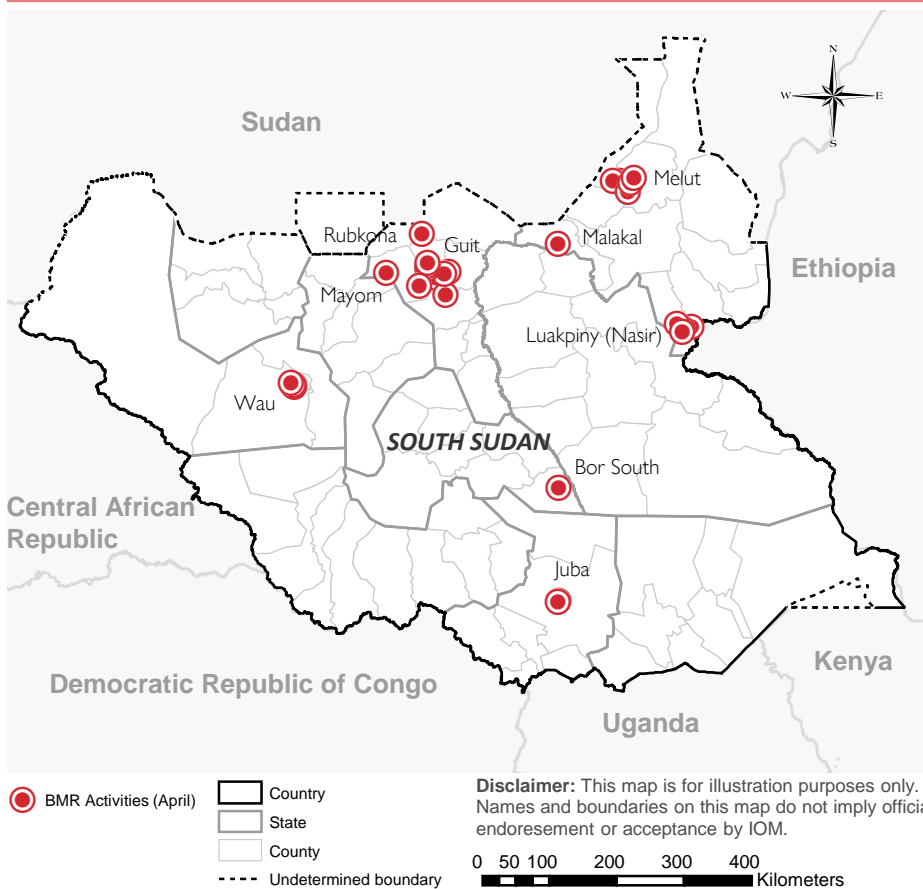 N
W E
S
Sudan
Melut
Rubkona
Guit
Malakal
Ethiopia
Mayom
Luakpiny (Nasir)
Wau
SOUTH SUDAN
Bor South
Central African
Republic
Juba
Kenya
Democratic Republic of Congo
Uganda
BMR Activities (April)
Country
State
County
Undetermined boundary
Disclaimer: This map is for illustration purposes only.
Names and boundaries on this map do not imply officia
endoresement or acceptance by IOM.
0 50 100 200 300 400
Kilometers